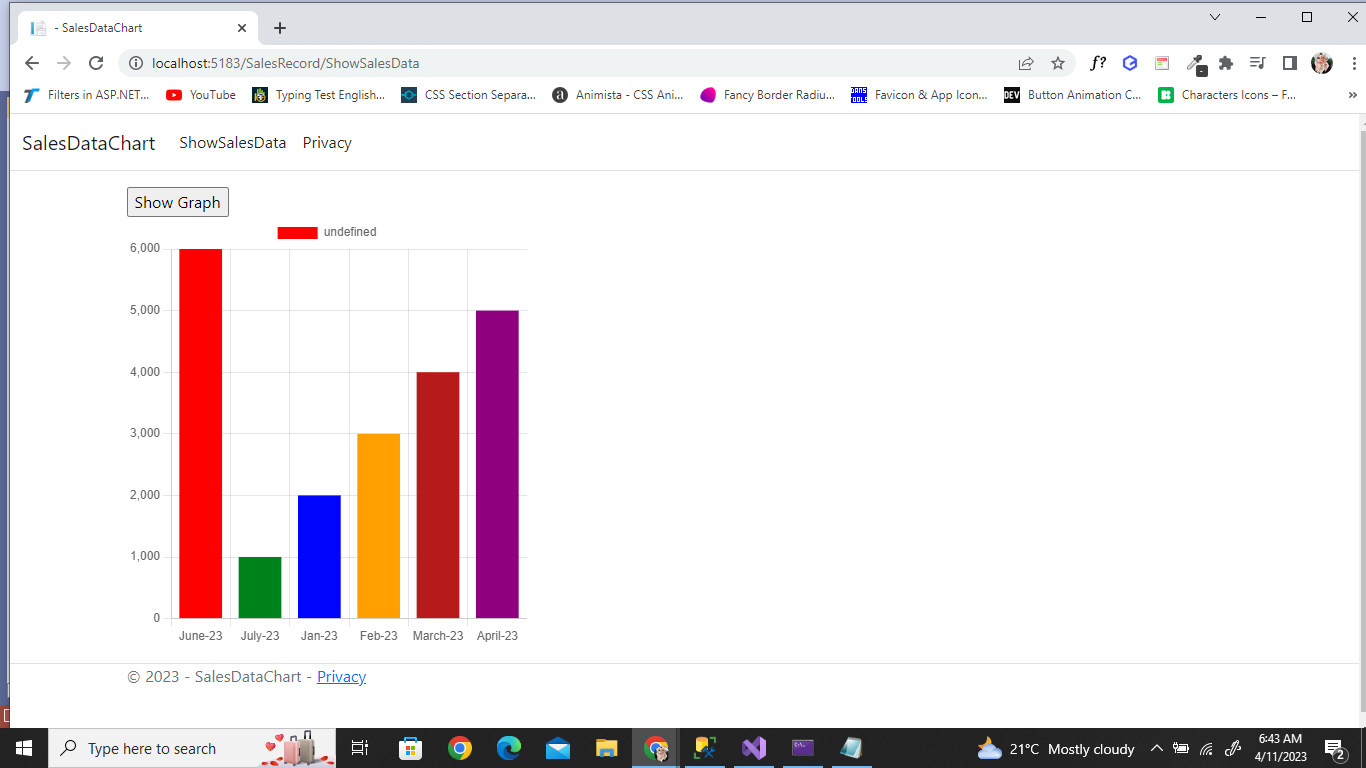 - SalesDataChart
localhost:5183/SalesRecord/ShowSalesData
f?
Filters in ASP.NET... YouTube Typing Test English... CSS Section Separa... a Animista - CSS Ani... Fancy Border Radiu... DANS TOOLS Favicon & App Icon... DEV Button Animation C... Characters Icons – F... »
SalesDataChart ShowSalesData Privacy
Show Graph
undefined
6,000
5,000
4,000
3,000
2,000
1,000
0
June-23 July-23 Jan-23 Feb-23 March-23 April-23
© 2023 - SalesDataChart - Privacy
Type here to search
21°C Mostly cloudy
6:43 AM
4/11/2023
2